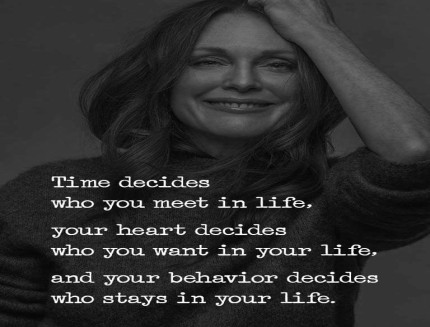 Time decides
who you meet in life,
your heart decides
who you want in your life,
and your behavior decides
who stays in your life.